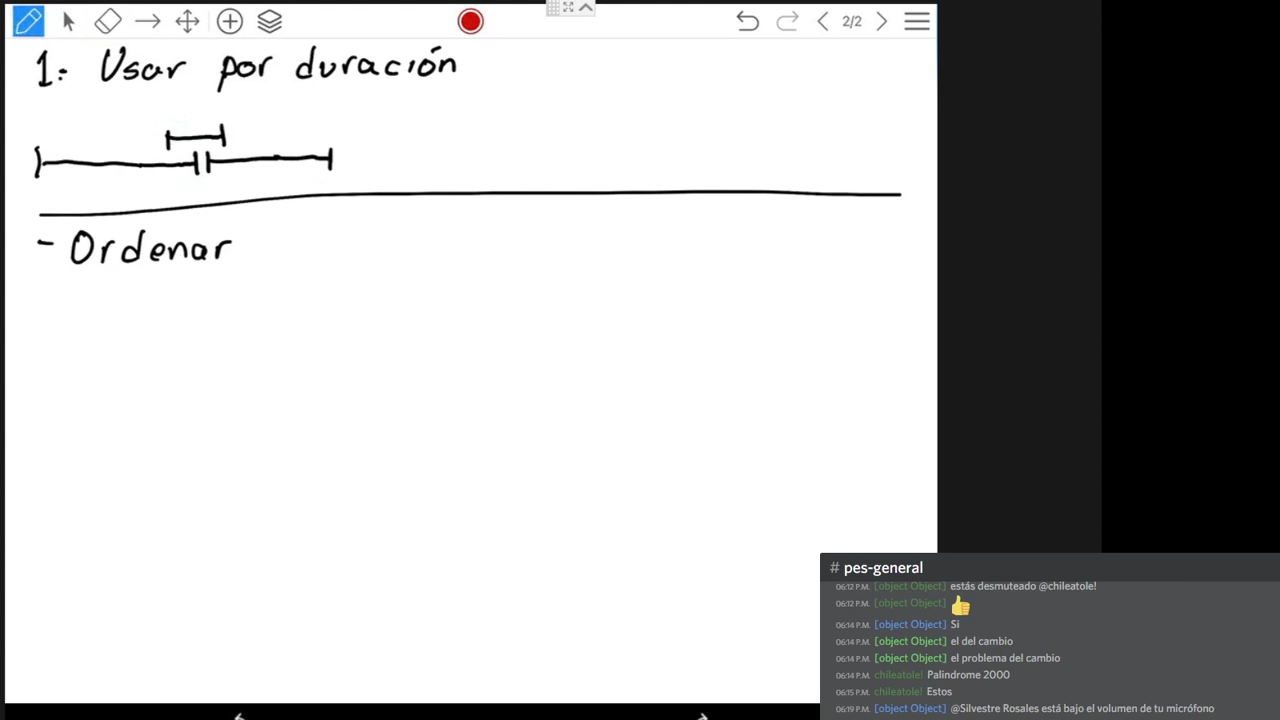 2/2
1: Usar por duración
- Ordenar
# pes-general
06:12 P.M. [object Object] estás desmuteado @chileatole!
06:12 P.M. [object Object] 👍
06:14 P.M. [object Object] Si
06:14 P.M. [object Object] el del cambio
06:14 P.M. [object Object] el problema del cambio
06:14 P.M. chileatole! Palindrome 2000
06:15 P.M. chileatole! Estos
06:19 P.M. [object Object] @Silvestre Rosales está bajo el volumen de tu micrófono